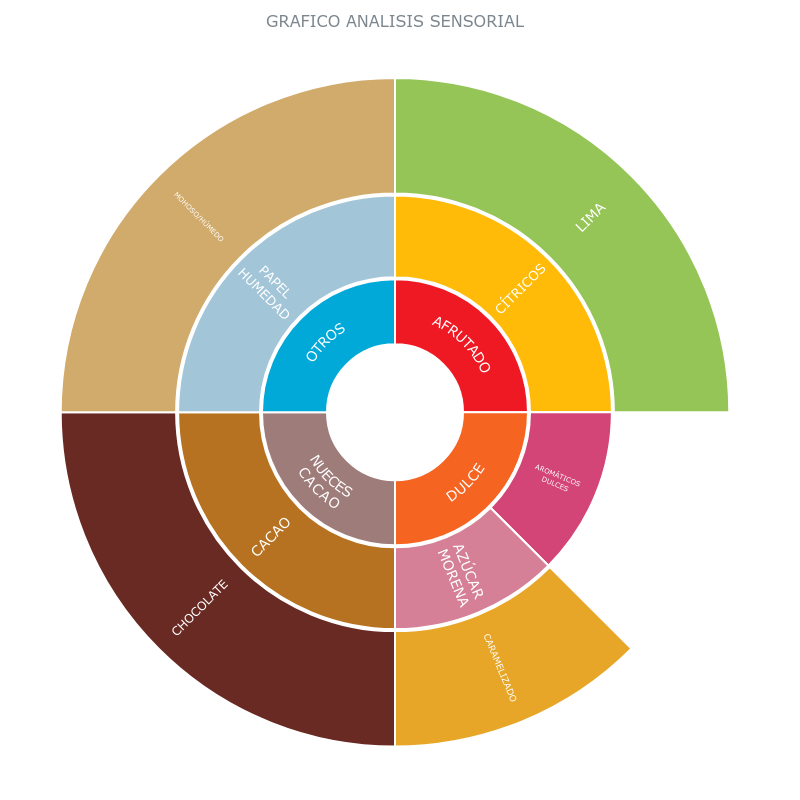 GRAFICO ANALISIS SENSORIAL
MOHOSO/HÚMEDO
LIMA
PAPEL
HUMEDAD
CÍTRICOS
OTROS
AFRUTADO
NUECES
CACAO
DULCE
AROMÁTICOS
DULCES
CACAO
AZÚCAR
MORENA
CHOCOLATE
CARAMELIZADO